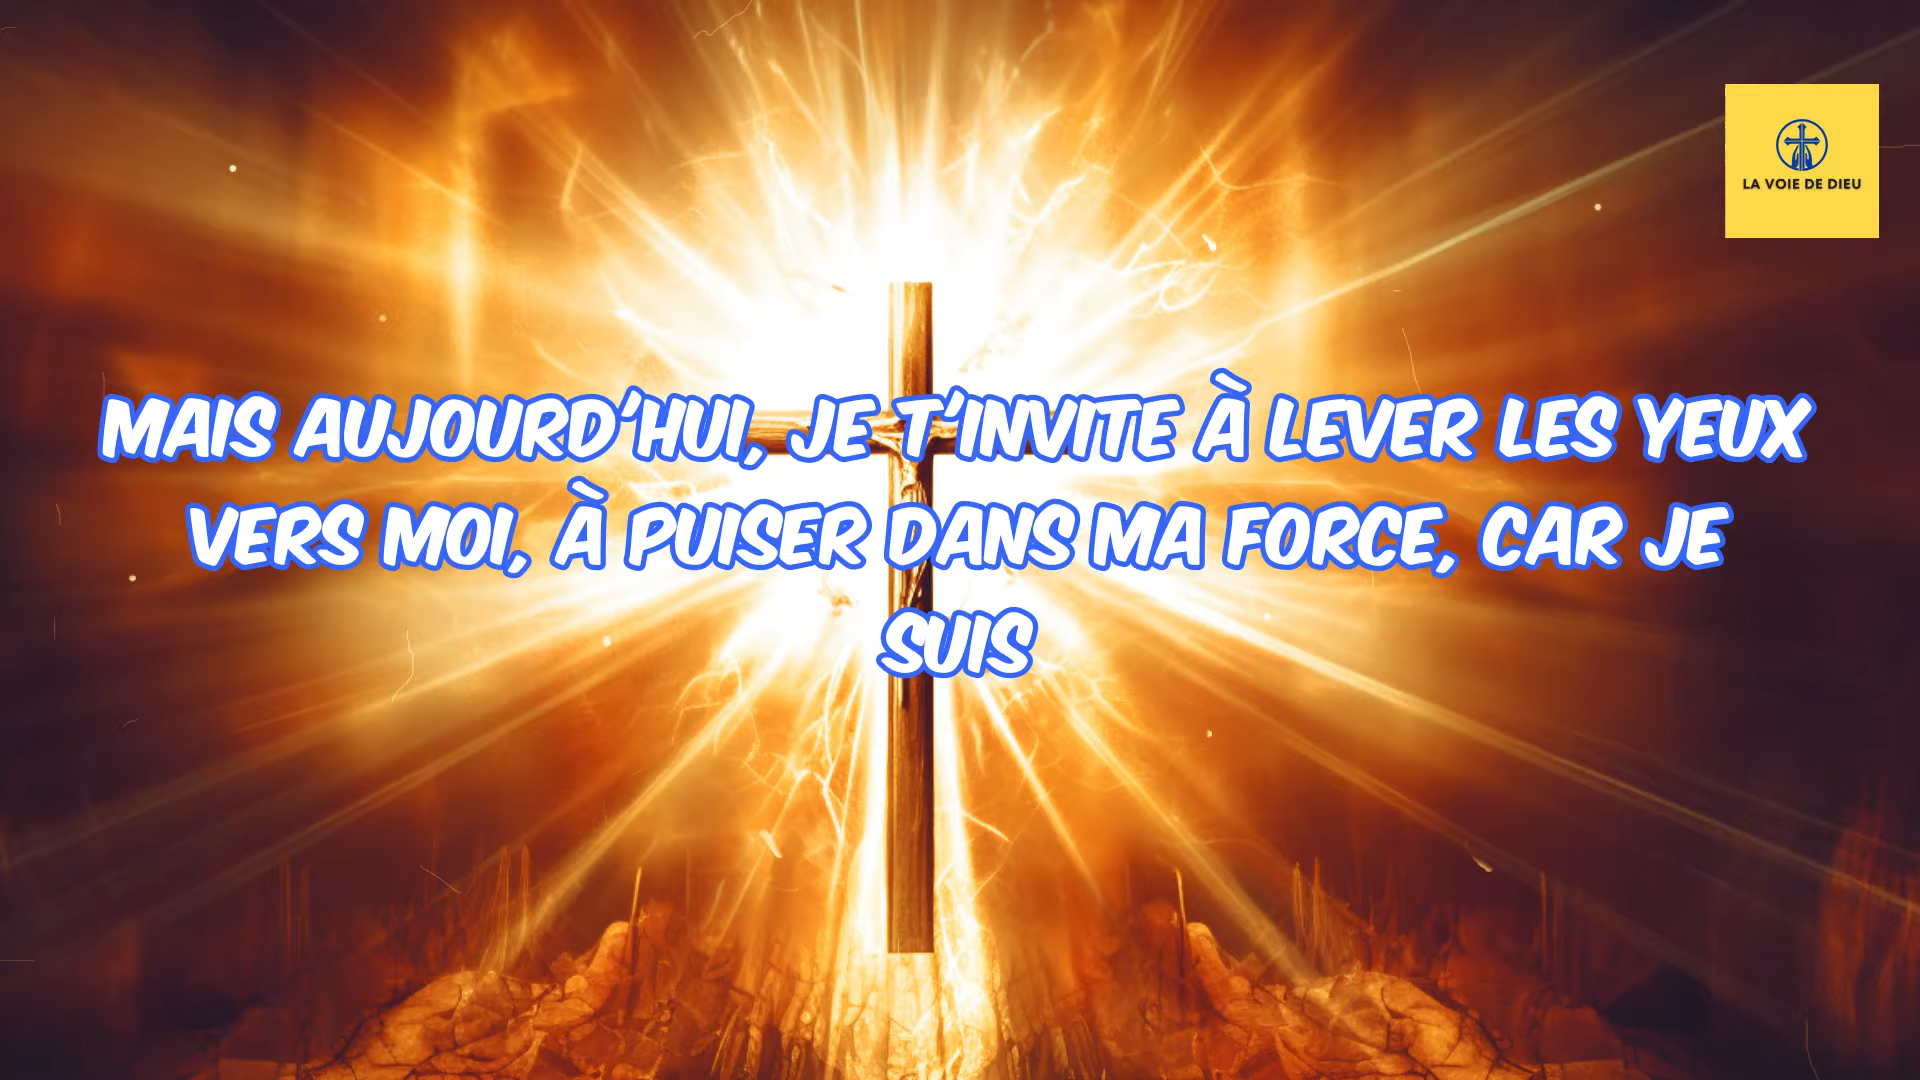 LA VOIE DE DIEU
MAIS AUJOURD'HUI, JE T'INVITE À LEVER LES YEUX
VERS MOI, À PUISER DANS MA FORCE, CAR JE
SUIS